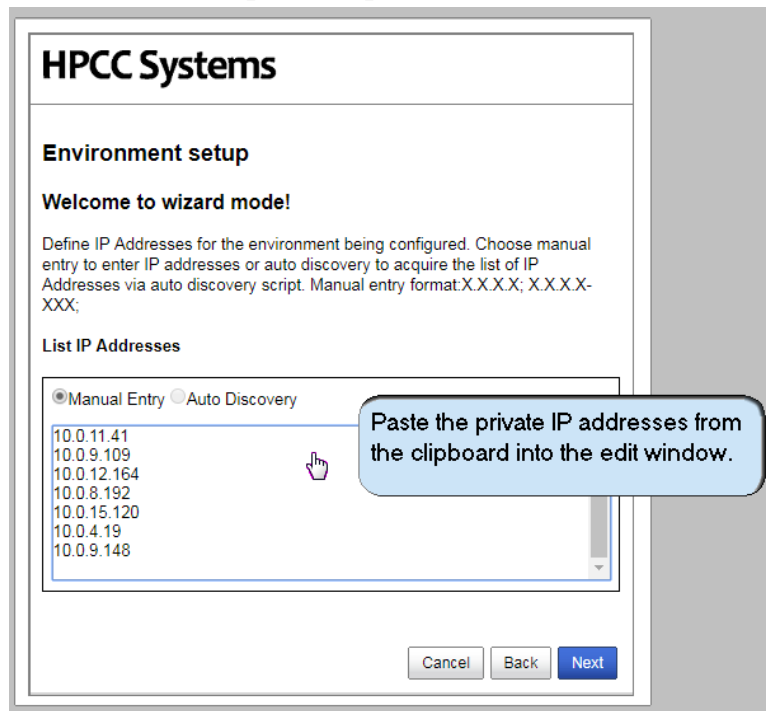 HPCC Systems
Environment setup
Welcome to wizard mode!
Define IP Addresses for the environment being configured. Choose manual
entry to enter IP addresses or auto discovery to acquire the list of IP
Addresses via auto discovery script. Manual entry format:X.X.X.X; X.X.X.X-
XXX;
List IP Addresses
Manual Entry Auto Discovery
Paste the private IP addresses from
the clipboard into the edit window.
10.0.11.41
10.0.9.109
10.0.12.164
10.0.8.192
10.0.15.120
10.0.4.19
10.0.9.148
Cancel Back Next